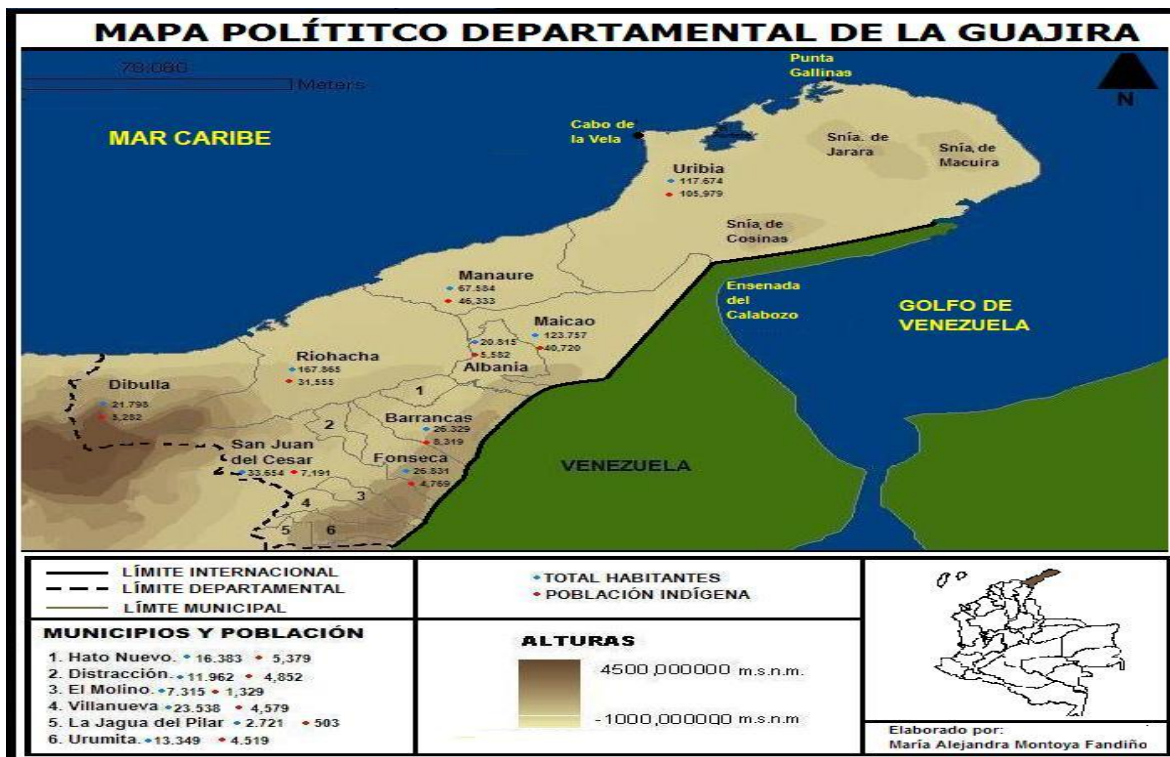 MAPA POLÍTITCO DEPARTAMENTAL DE LA GUAJIRA
Meters
Punta
Gallinas
N
MAR CARIBE
Cabo de
la Vela
Snía. de
Jarara
Snía, de
Macuira
Uribia
117.674
105,979
Snía, de
Cosinas
Manaure
67.584
46,333
Ensenada
del
Calabozo
GOLFO DE
VENEZUELA
Maicao
123.757
40,720
20.815
5,582
Albania
Riohacha
167.865
31,555
Dibulla
21.798
1
2
Barrancas
26.329
8,319
San Juan
del Cesar
33.654
7,191
Fonseca
26.831
4,769
VENEZUELA
3
4
5
6
LÍMITE INTERNACIONAL
LÍMITE DEPARTAMENTAL
LÍMTE MUNICIPAL
TOTAL HABITANTES
POBLACIÓN INDÍGENA
MUNICIPIOS Y POBLACIÓN
1. Hato Nuevo. 16.383 5,379
2. Distracción. 11.962 4,852
3. El Molino. 7.315 1,329
4. Villanueva 23.538 4,579
5. La Jagua del Pilar 2.721 503
6. Urumita. 13.349 4.519
ALTURAS
4500,000000 m.s.n.m.
-1000,000000 m.s.n.m
Elaborado por:
María Alejandra Montoya Fandiño